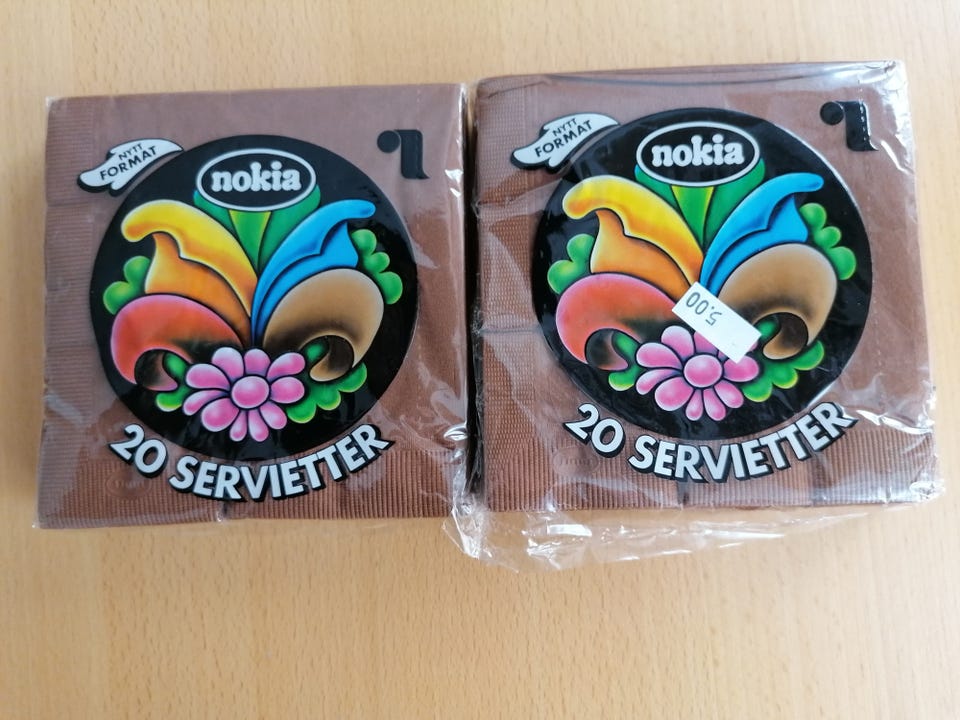 NYTT
FORMAT
nokia
20 SERVIETTER
NYTT
FORMAT
nokia
5.00
20 SERVIETTER